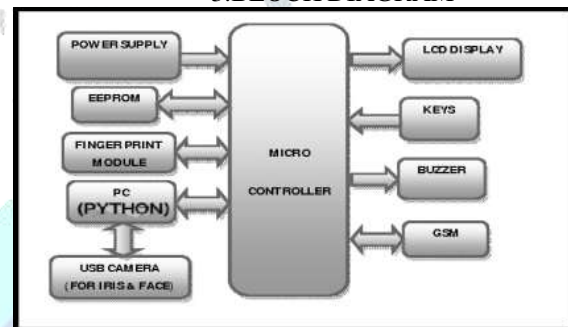 POWER SUPPLY
EEPROM
FINGER PRINT
MODULE
PC
(PYTHON)
USB CAMERA
(FOR IRIS & FACE)
MICRO
CONTROLLER
LCD DISPLAY
KEYS
BUZZER
GSM